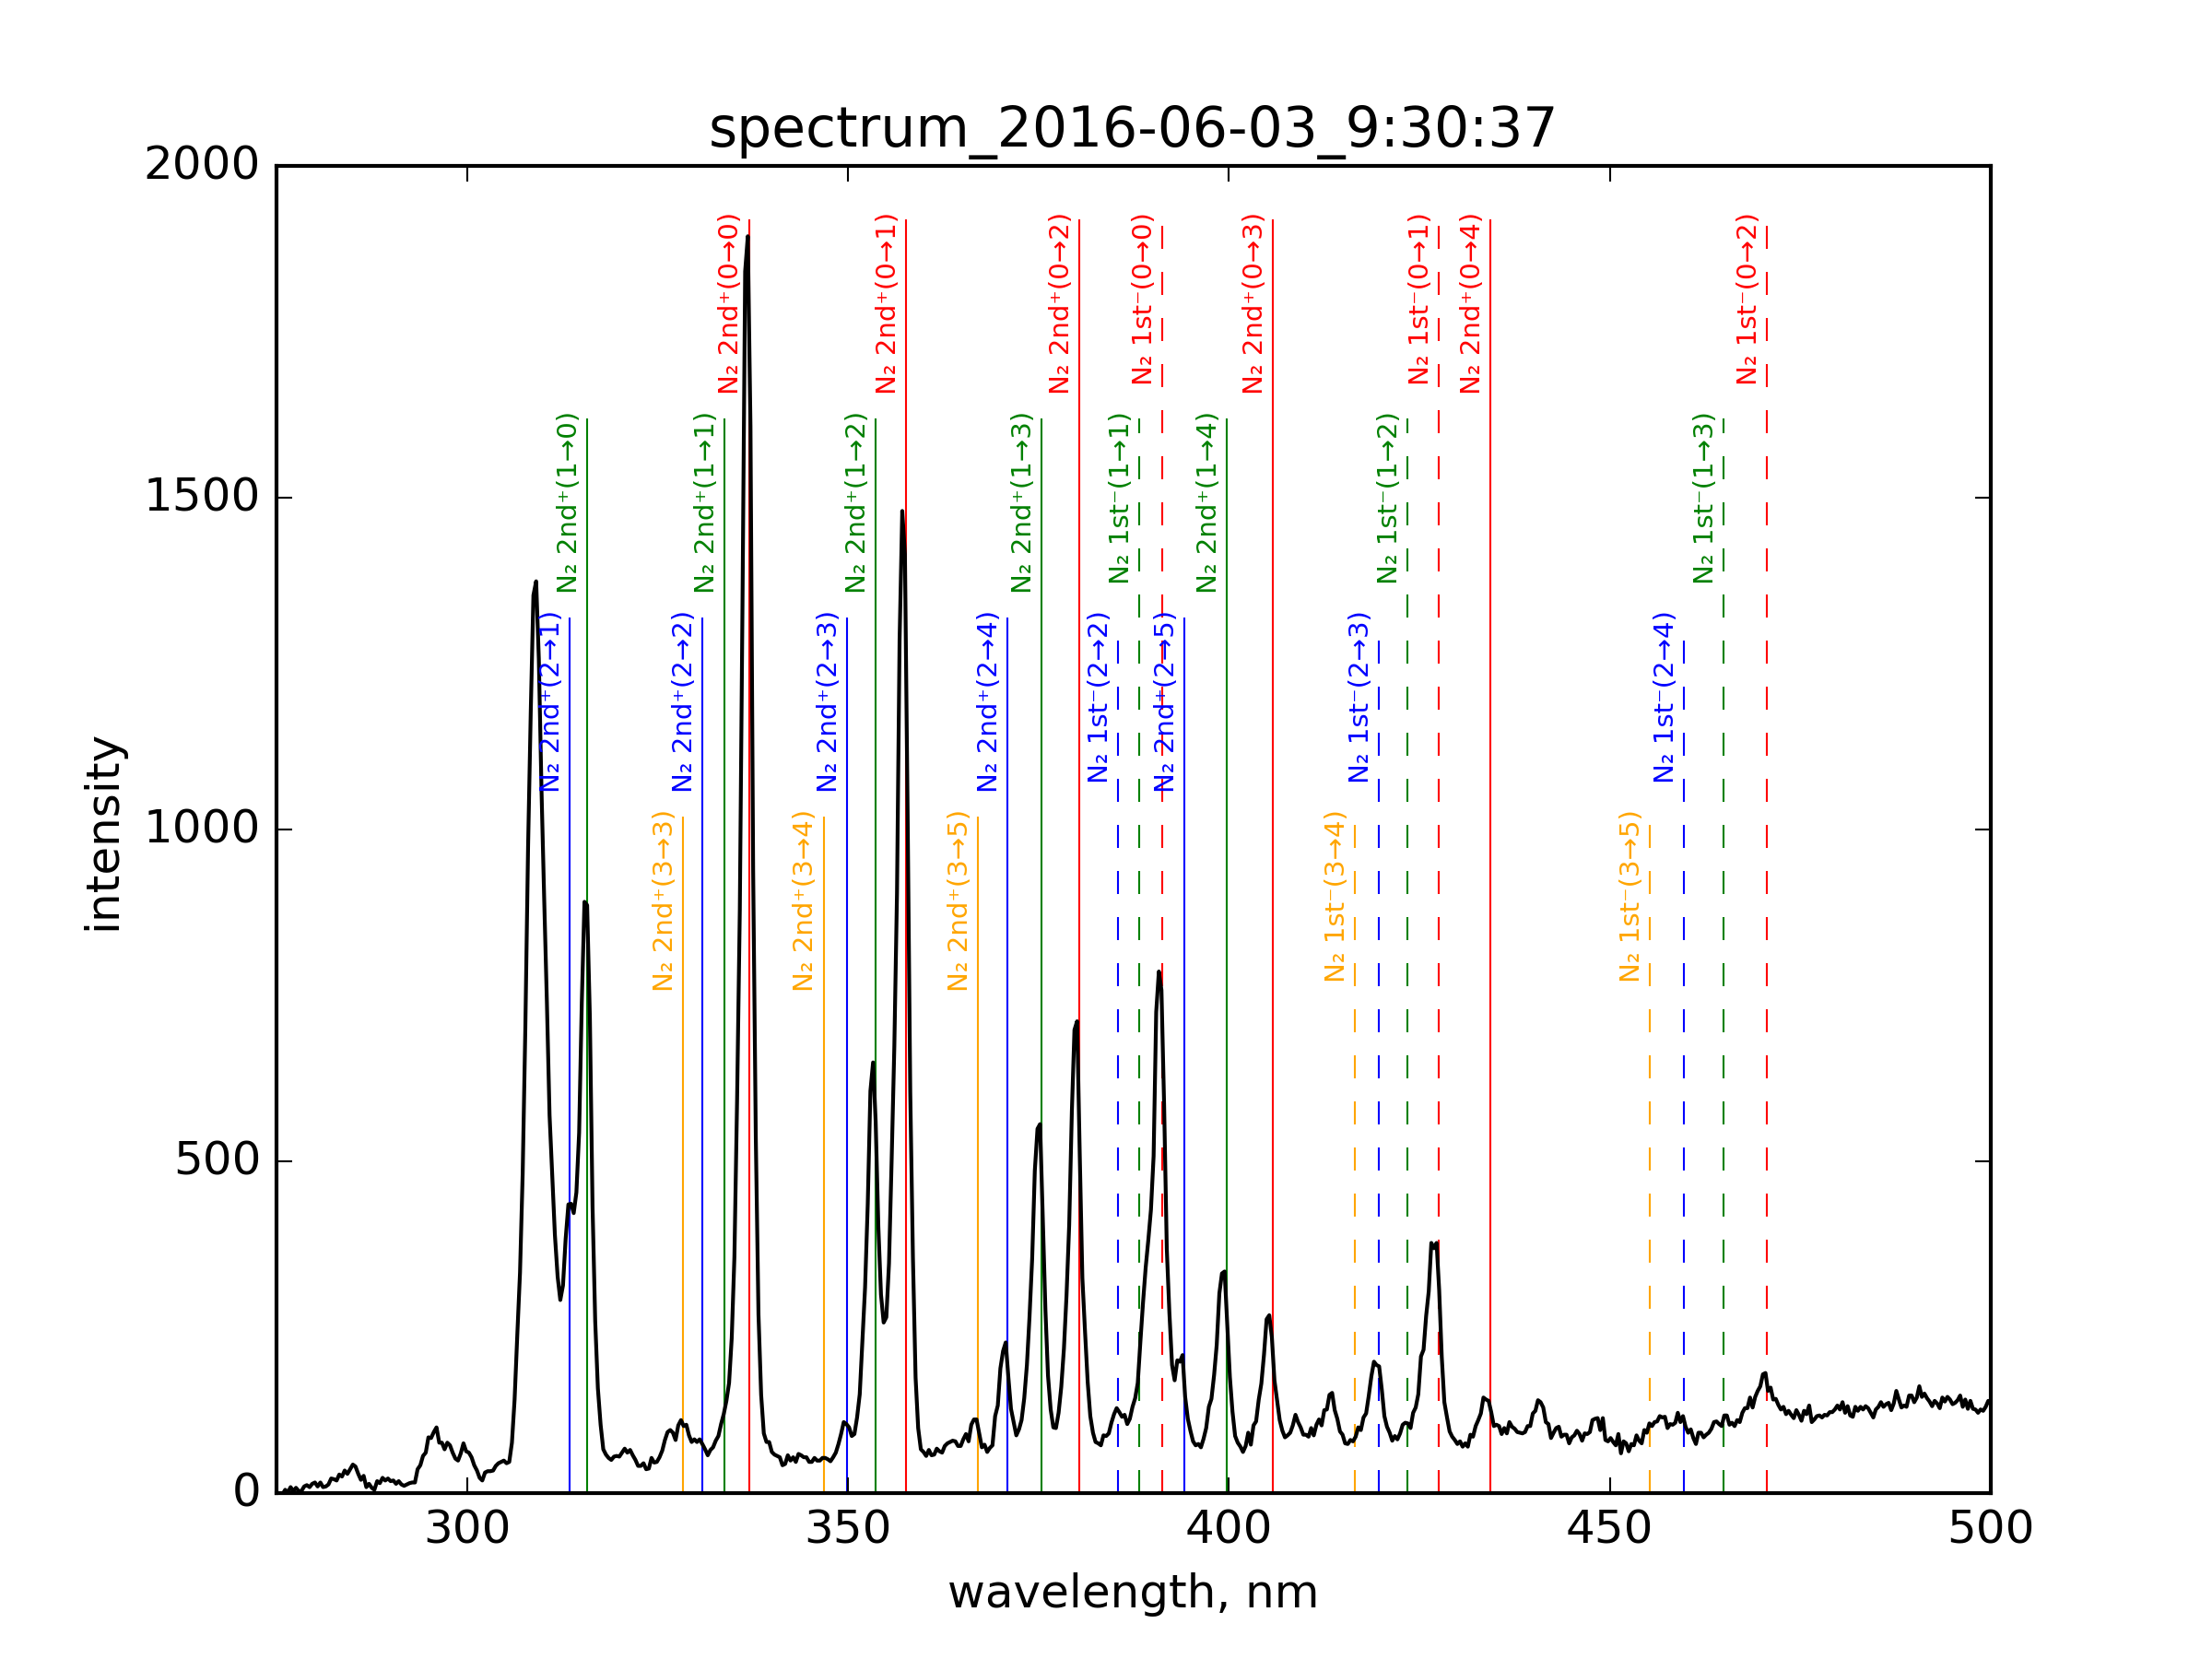 spectrum_2016-06-03_9:30:37
2000
1500
1000
500
0
intensity
N₂ 2nd⁺(0→0)
N₂ 2nd⁺(0→1)
N₂ 2nd⁺(0→2)
N₂ 1st⁻(0→0)
N₂ 2nd⁺(0→3)
N₂ 1st⁻(0→1)
N₂ 2nd⁺(0→4)
N₂ 1st⁻(0→2)
N₂ 2nd⁺(1→0)
N₂ 2nd⁺(1→1)
N₂ 2nd⁺(1→2)
N₂ 2nd⁺(1→3)
N₂ 1st⁻(1→1)
N₂ 2nd⁺(1→4)
N₂ 1st⁻(1→2)
N₂ 1st⁻(1→3)
N₂ 2nd⁺(2→1)
N₂ 2nd⁺(2→2)
N₂ 2nd⁺(2→3)
N₂ 2nd⁺(2→4)
N₂ 1st⁻(2→2)
N₂ 2nd⁺(2→5)
N₂ 1st⁻(2→3)
N₂ 1st⁻(2→4)
N₂ 2nd⁺(3→3)
N₂ 2nd⁺(3→4)
N₂ 2nd⁺(3→5)
N₂ 1st⁻(3→4)
N₂ 1st⁻(3→5)
300 350 400 450 500
wavelength, nm